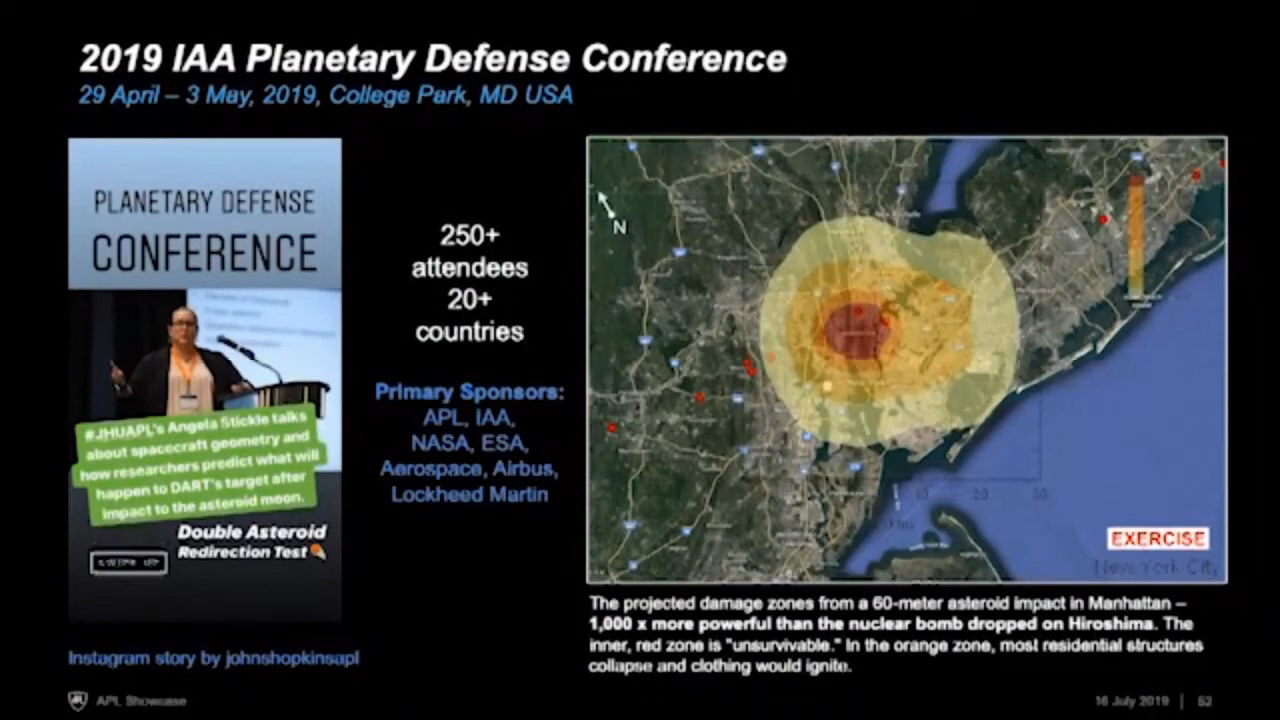 2019 IAA Planetary Defense Conference
29 April – 3 May, 2019, College Park, MD USA
PLANETARY DEFENSE
CONFERENCE
#JHUAPL's Angela Stickle talks
about spacecraft geometry and
how researchers predict what will
happen to DART's target after
impact to the asteroid moon.
Double Asteroid
Redirection Test
Instagram story by johnshopkinsapl
250+
attendees
20+
countries
Primary Sponsors:
APL, IAA,
NASA, ESA,
Aerospace, Airbus,
Lockheed Martin
N
10 20 30
EXERCISE
New York City
The projected damage zones from a 60-meter asteroid impact in Manhattan –
1,000 x more powerful than the nuclear bomb dropped on Hiroshima. The
inner, red zone is "unsurvivable." In the orange zone, most residential structures
collapse and clothing would ignite.
APL Showcase
16 July 2019 | 52